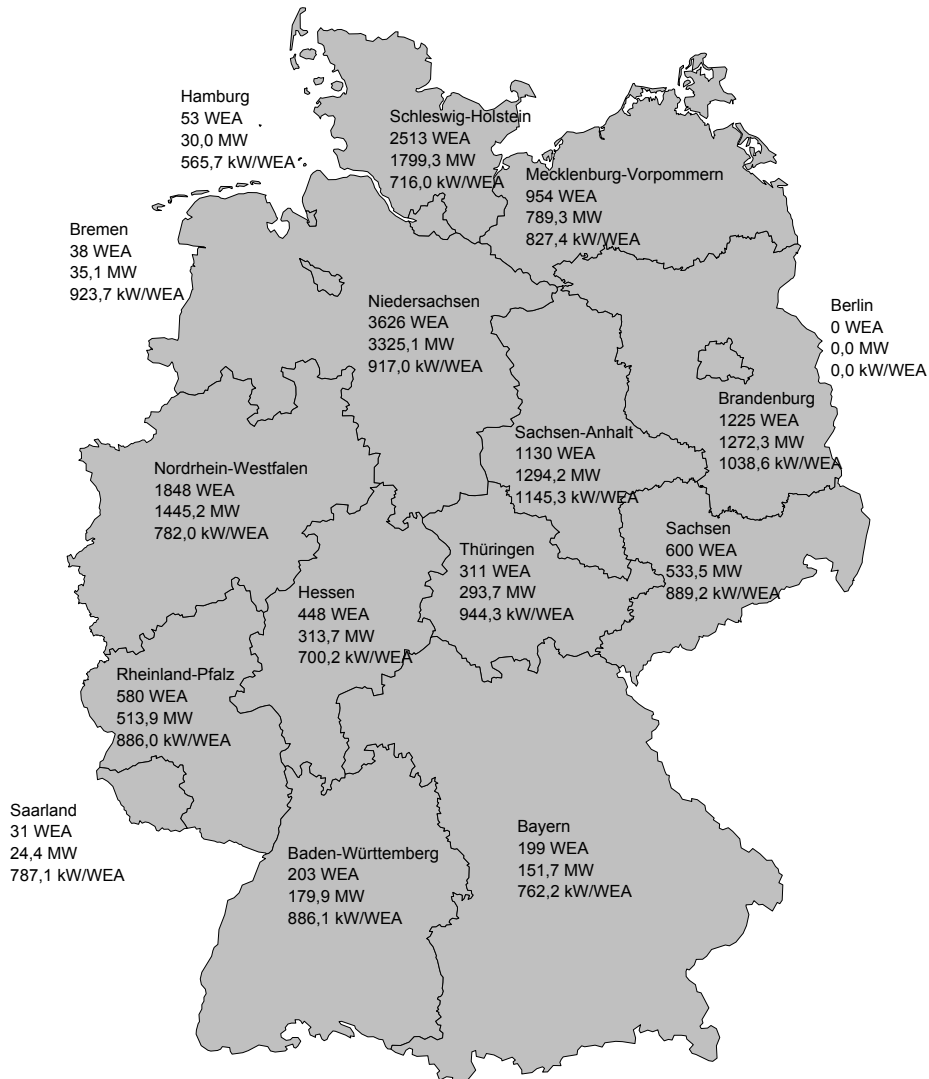 Hamburg
53 WEA
30,0 MW
565,7 kW/WEA
Schleswig-Holstein
2513 WEA
1799,3 MW
716,0 kW/WEA
Mecklenburg-Vorpommern
954 WEA
789,3 MW
827,4 kW/WEA
Bremen
38 WEA
35,1 MW
923,7 kW/WEA
Niedersachsen
3626 WEA
3325,1 MW
917,0 kW/WEA
Berlin
0 WEA
0,0 MW
0,0 kW/WEA
Brandenburg
1225 WEA
1272,3 MW
1038,6 kW/WEA
Sachsen-Anhalt
1130 WEA
1294,2 MW
1145,3 kW/WEA
Nordrhein-Westfalen
1848 WEA
1445,2 MW
782,0 kW/WEA
Sachsen
600 WEA
533,5 MW
889,2 kW/WEA
Thüringen
311 WEA
293,7 MW
944,3 kW/WEA
Hessen
448 WEA
313,7 MW
700,2 kW/WEA
Rheinland-Pfalz
580 WEA
513,9 MW
886,0 kW/WEA
Saarland
31 WEA
24,4 MW
787,1 kW/WEA
Baden-Württemberg
203 WEA
179,9 MW
886,1 kW/WEA
Bayern
199 WEA
151,7 MW
762,2 kW/WEA